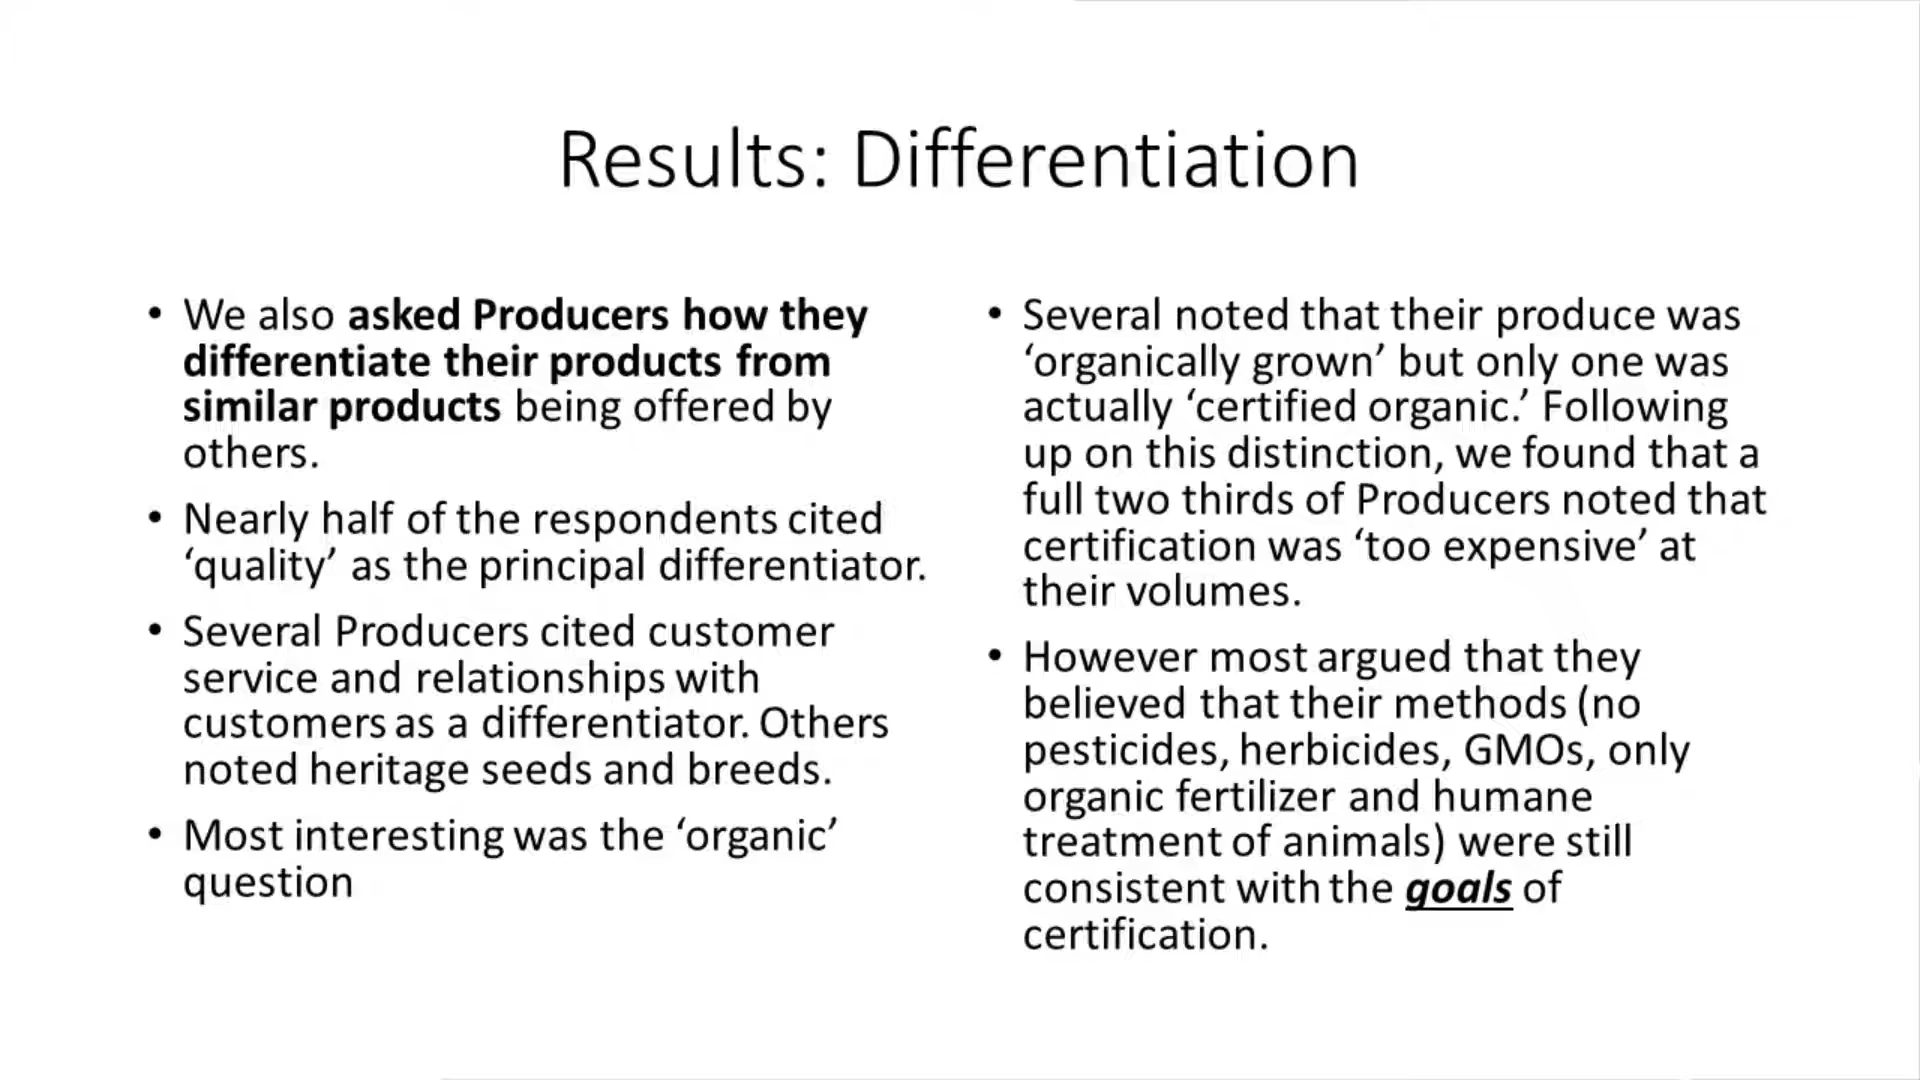 Results: Differentiation
• We also asked Producers how they
differentiate their products from
similar products being offered by
others.
• Nearly half of the respondents cited
‘quality’ as the principal differentiator.
• Several Producers cited customer
service and relationships with
customers as a differentiator. Others
noted heritage seeds and breeds.
• Most interesting was the ‘organic’
question
• Several noted that their produce was
‘organically grown’ but only one was
actually ‘certified organic.’ Following
up on this distinction, we found that a
full two thirds of Producers noted that
certification was ‘too expensive’ at
their volumes.
• However most argued that they
believed that their methods (no
pesticides, herbicides, GMOs, only
organic fertilizer and humane
treatment of animals) were still
consistent with the goals of
certification.